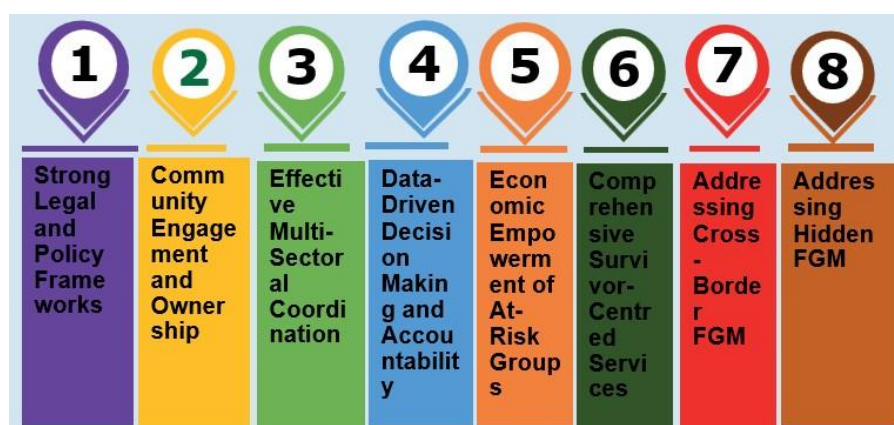 1
Strong
Legal
and
Policy
Frame
works
2
Comm
unity
Engage
ment
and
Owner
ship
3
Effecti
ve
Multi-
Sector
al
Coordi
nation
4
Data-
Driven
Decisi
on
Makin
g and
Accou
ntabilit
y
5
Econ
omic
Empo
werm
ent of
At-
Risk
Group
s
6
Comp
rehen
sive
Survi
vor-
Centr
ed
Servi
ces
7
Addre
ssing
Cross
-
Borde
r
FGM
8
Addres
sing
Hidden
FGM